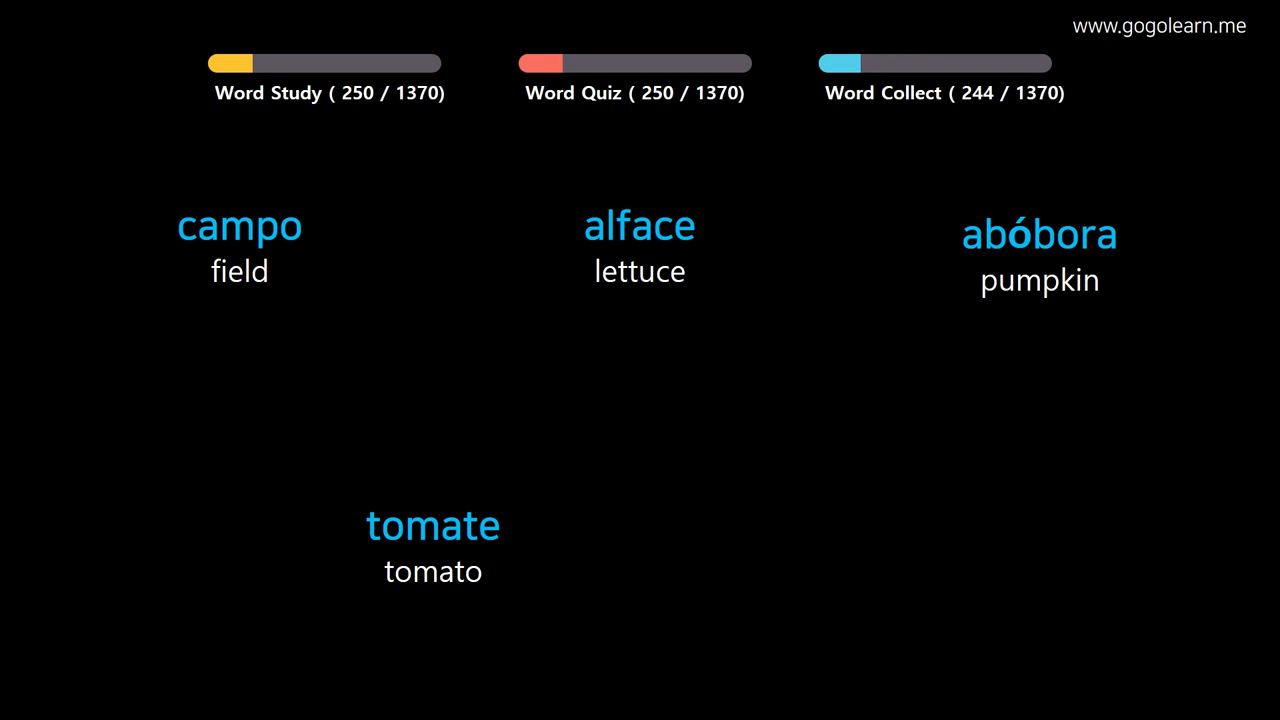 www.gogolearn.me
Word Study ( 250 / 1370)
Word Quiz ( 250 / 1370)
Word Collect ( 244 / 1370)
campo
field
alface
lettuce
abóbora
pumpkin
tomate
tomato